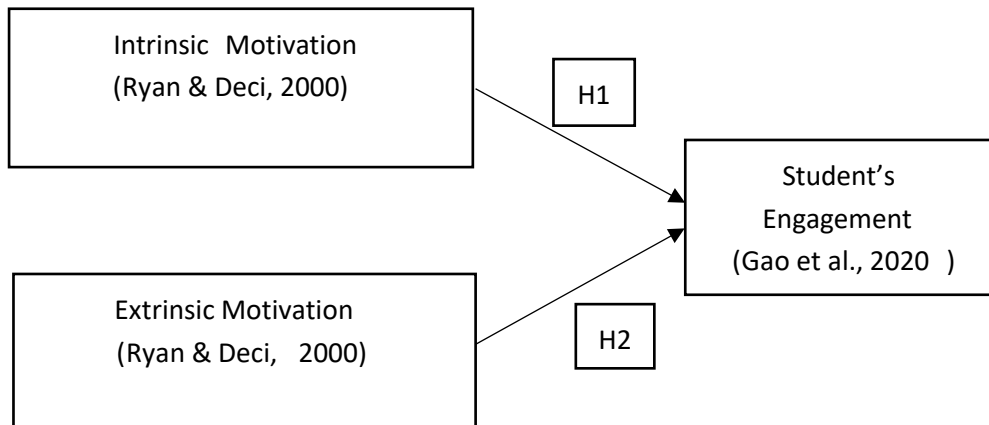 Intrinsic Motivation
(Ryan & Deci, 2000)
H1
Student’s
Engagement
(Gao et al., 2020 )
Extrinsic Motivation
(Ryan & Deci, 2000)
H2